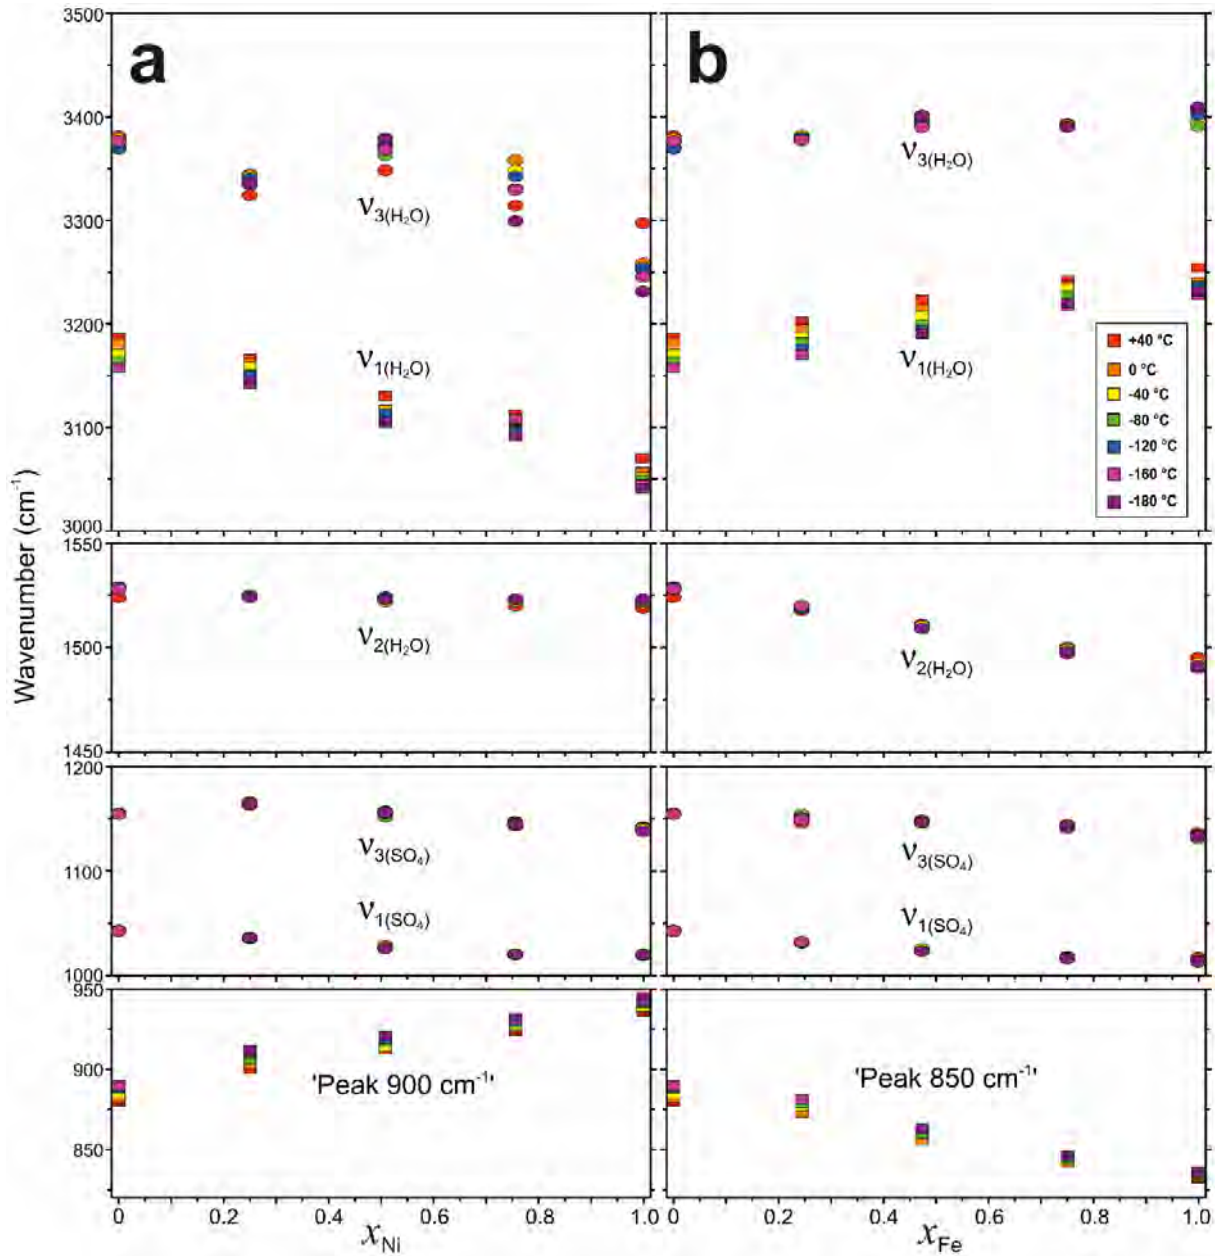 a
b
3500
3400
3300
3200
3100
3000
ν3(H2O)
ν1(H2O)
ν3(H2O)
ν1(H2O)
+40 °C
0 °C
-40 °C
-80 °C
-120 °C
-160 °C
-180 °C
Wavenumber (cm-1)
1550
1500
1450
ν2(H2O)
ν2(H2O)
1200
1100
1000
ν3(SO4)
ν1(SO4)
ν3(SO4)
ν1(SO4)
950
900
850
'Peak 900 cm-1'
'Peak 850 cm-1'
0 0.2 0.4 0.6 0.8 1.0
0 0.2 0.4 0.6 0.8 1.0
xNi
xFe